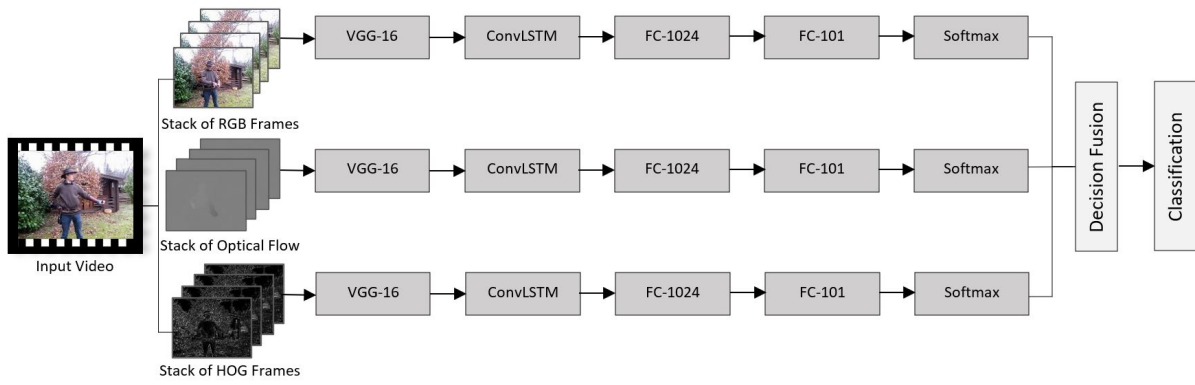 VGG-16
ConvLSTM
FC-1024
FC-101
Softmax
Stack of RGB Frames
VGG-16
ConvLSTM
FC-1024
FC-101
Softmax
Stack of Optical Flow
Input Video
VGG-16
ConvLSTM
FC-1024
FC-101
Softmax
Stack of HOG Frames
Decision Fusion
Classification